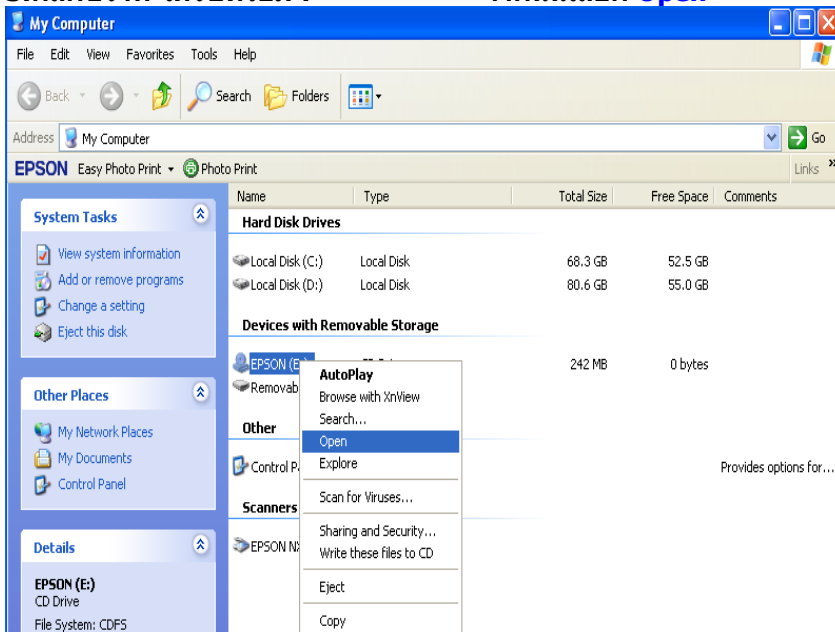 Open
My Computer
File Edit View Favorites Tools Help
Back Search Folders
Address My Computer Go
EPSON Easy Photo Print Photo Print Links »
Name Type Total Size Free Space Comments
System Tasks
View system information
Add or remove programs
Change a setting
Eject this disk
Other Places
My Network Places
My Documents
Control Panel
Details
EPSON (E:)
CD Drive
File System: CDFS
Hard Disk Drives
Local Disk (C:) Local Disk 68.3 GB 52.5 GB
Local Disk (D:) Local Disk 80.6 GB 55.0 GB
Devices with Removable Storage
EPSON (E:) 242 MB 0 bytes
Removab
Other
Control P Provides options for...
Scanners
EPSON N
AutoPlay
Browse with XnView
Search...
Open
Explore
Scan for Viruses...
Sharing and Security...
Write these files to CD
Eject
Copy